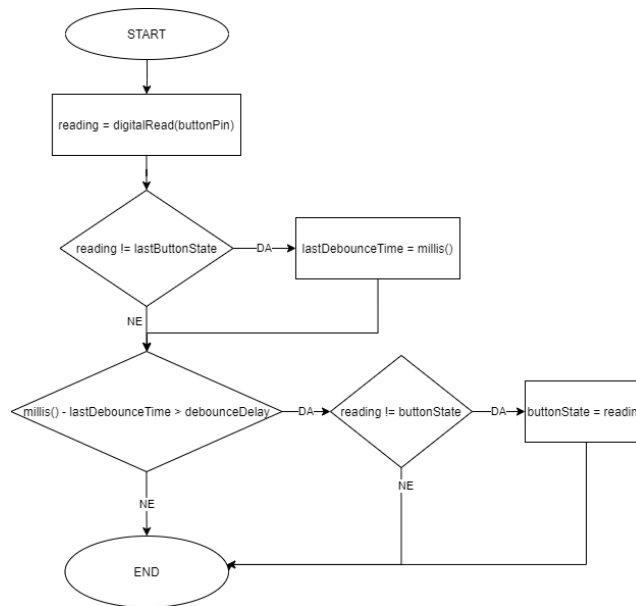 START
reading = digitalRead(buttonPin)
reading != lastButtonState
DA
lastDebounceTime = millis()
NE
millis() - lastDebounceTime > debounceDelay
DA
reading != buttonState
DA
buttonState = readin
NE
NE
END